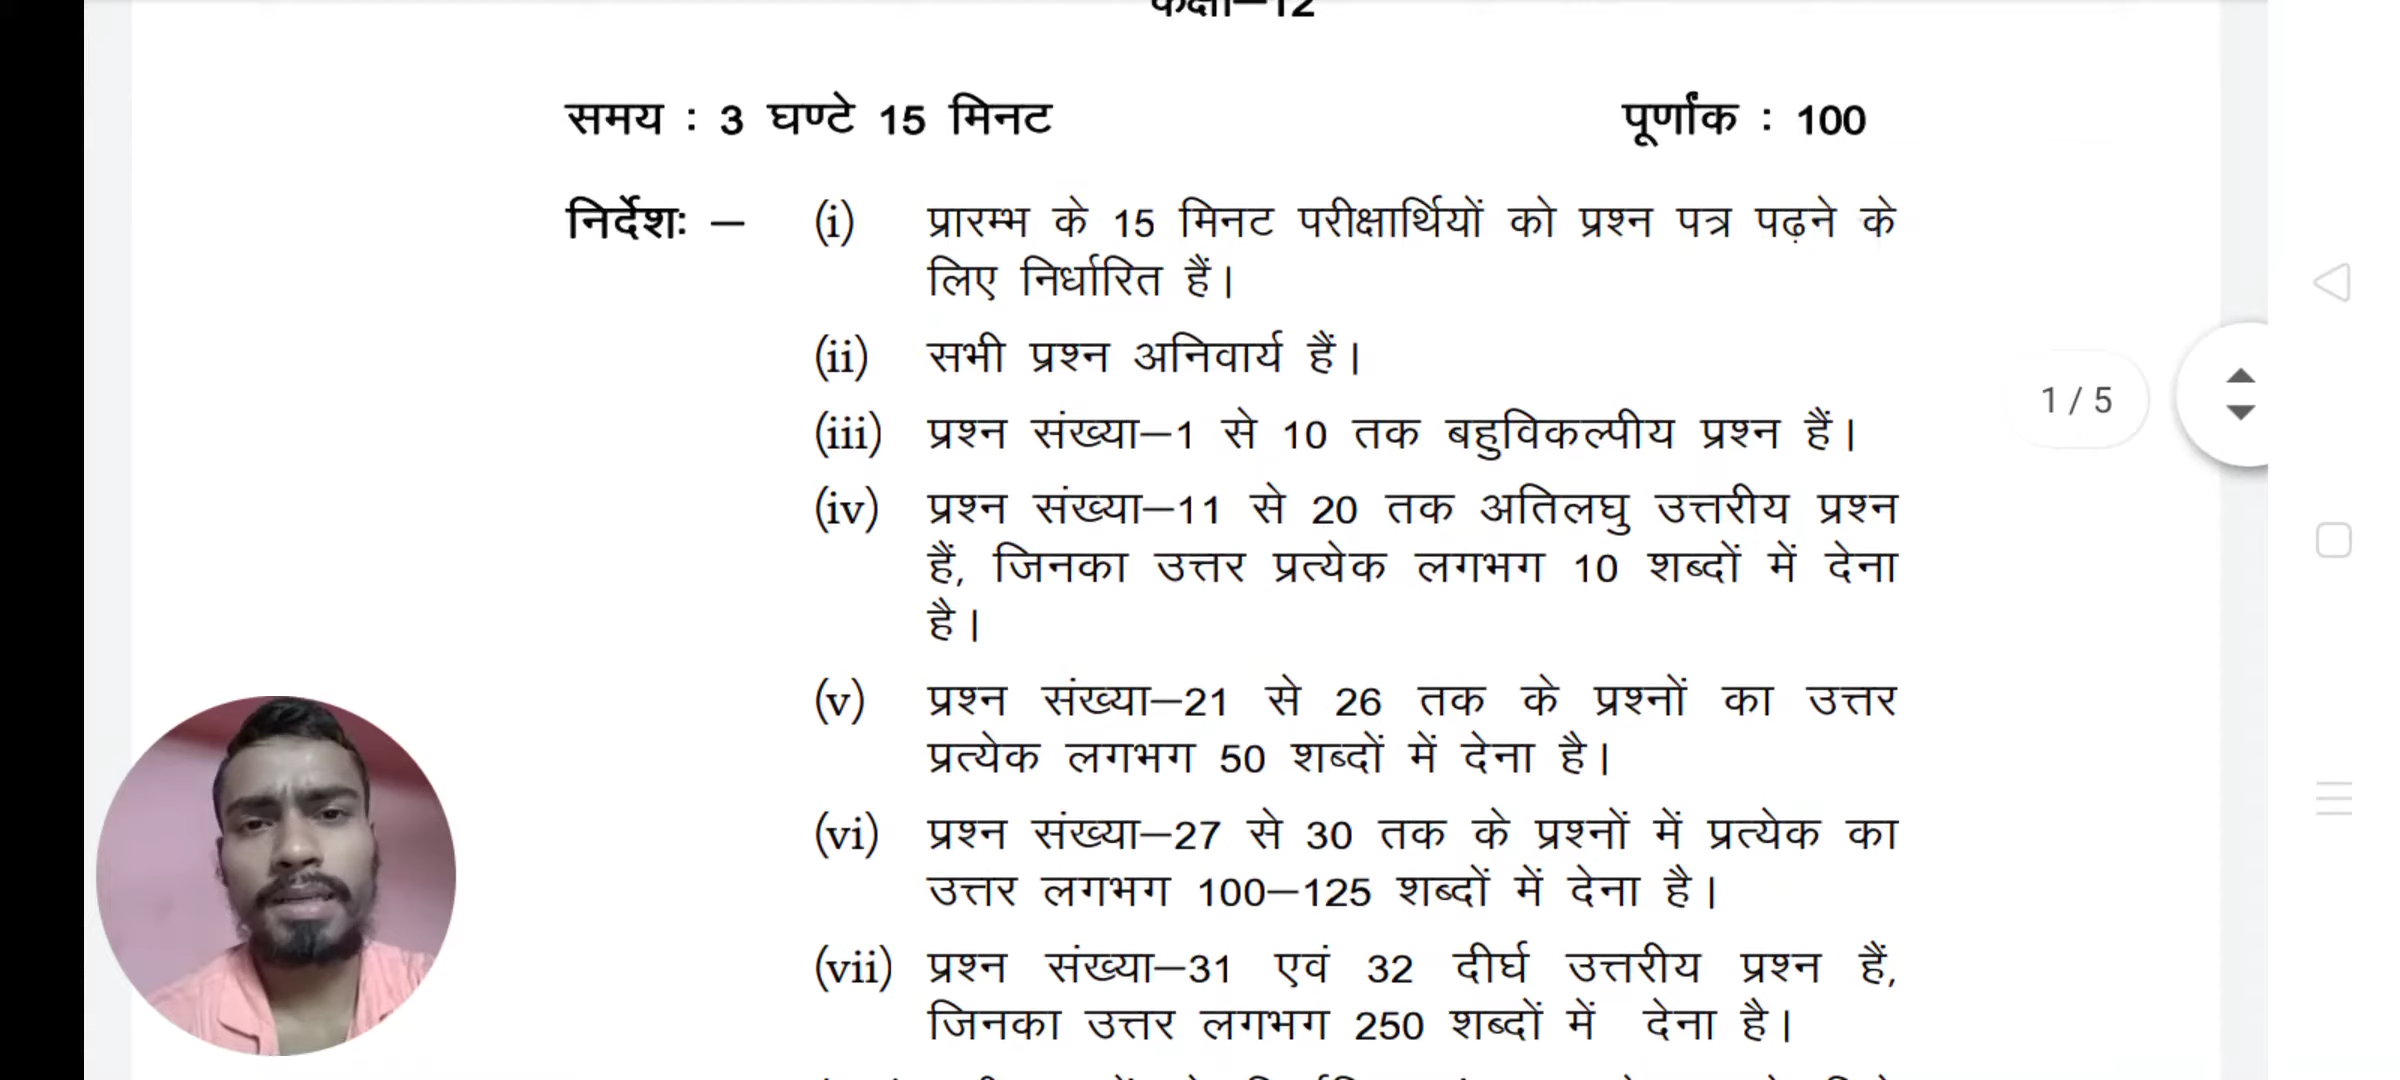 कक्षा–12
समय : 3 घण्टे 15 मिनट पूर्णांक : 100
निर्देशः – (i) प्रारम्भ के 15 मिनट परीक्षार्थियों को प्रश्न पत्र पढ़ने के
लिए निर्धारित हैं।
(ii) सभी प्रश्न अनिवार्य हैं।
(iii) प्रश्न संख्या–1 से 10 तक बहुविकल्पीय प्रश्न हैं।
1 / 5
(iv) प्रश्न संख्या–11 से 20 तक अतिलघु उत्तरीय प्रश्न
हैं, जिनका उत्तर प्रत्येक लगभग 10 शब्दों में देना
है।
(v) प्रश्न संख्या–21 से 26 तक के प्रश्नों का उत्तर
प्रत्येक लगभग 50 शब्दों में देना है।
(vi) प्रश्न संख्या–27 से 30 तक के प्रश्नों में प्रत्येक का
उत्तर लगभग 100–125 शब्दों में देना है।
(vii) प्रश्न संख्या–31 एवं 32 दीर्घ उत्तरीय प्रश्न हैं,
जिनका उत्तर लगभग 250 शब्दों में देना है।